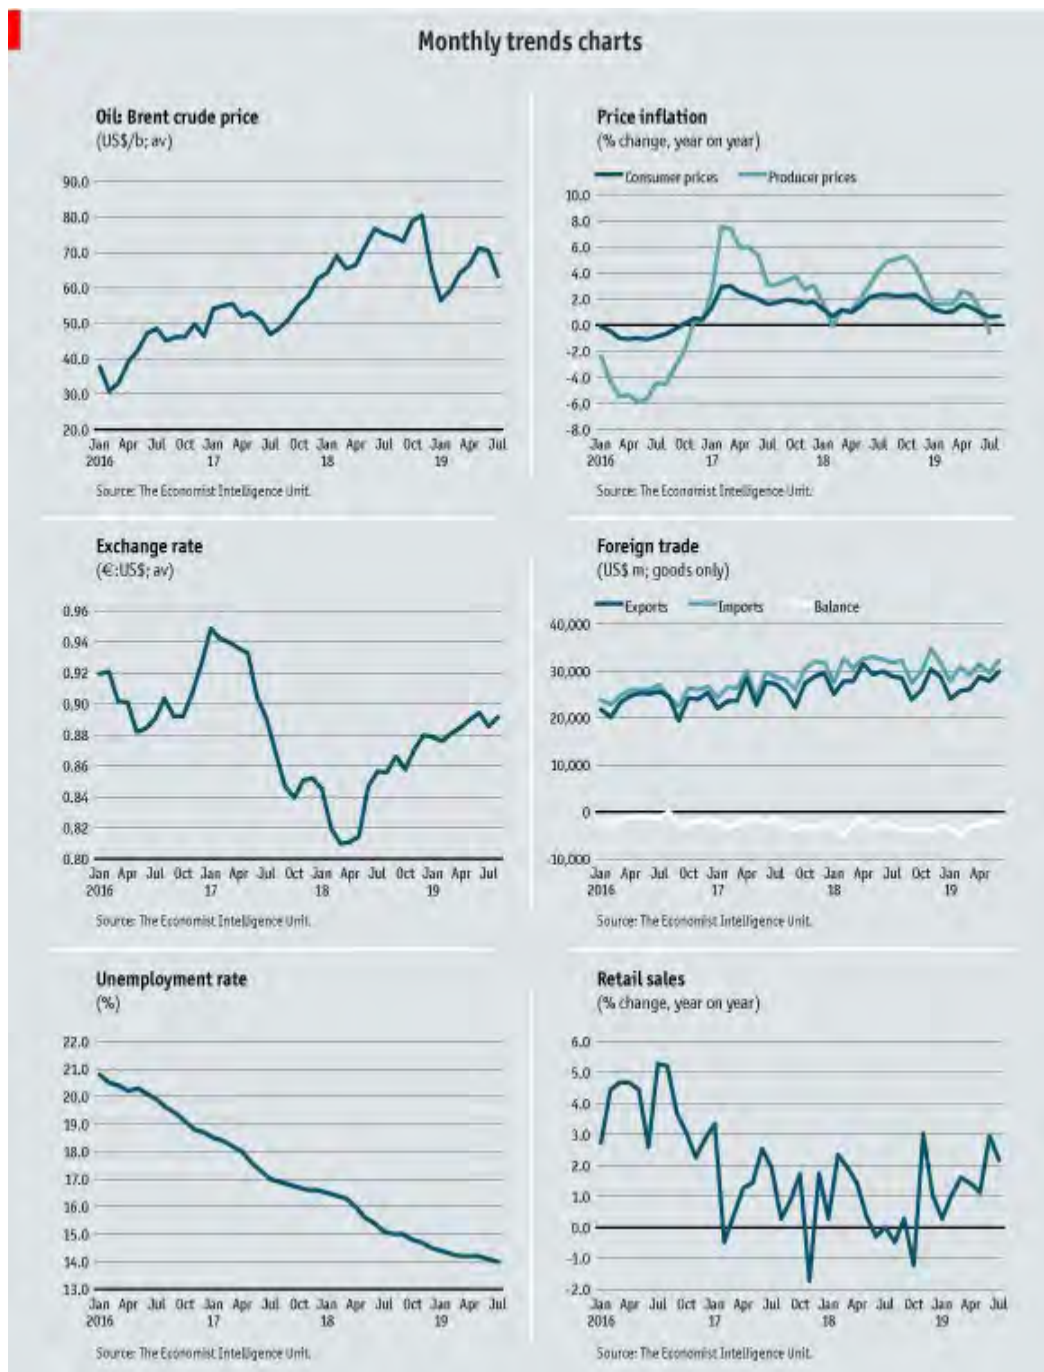 Monthly trends charts
Oil: Brent crude price
(US$/b; av)
90.0
80.0
70.0
60.0
50.0
40.0
30.0
20.0
Jan Apr Jul Oct Jan Apr Jul Oct Jan Apr Jul Oct Jan Apr Jul
2016 17 18 19
Source: The Economist Intelligence Unit.
Price inflation
(% change, year on year)
Consumer prices Producer prices
10.0
8.0
6.0
4.0
2.0
0.0
-2.0
-4.0
-6.0
-8.0
Jan Apr Jul Oct Jan Apr Jul Oct Jan Apr Jul Oct Jan Apr Jul
2016 17 18 19
Source: The Economist Intelligence Unit.
Exchange rate
(€:US$; av)
0.96
0.94
0.92
0.90
0.88
0.86
0.84
0.82
0.80
Jan Apr Jul Oct Jan Apr Jul Oct Jan Apr Jul Oct Jan Apr Jul
2016 17 18 19
Source: The Economist Intelligence Unit.
Foreign trade
(US$ m; goods only)
Exports Imports Balance
40,000
30,000
20,000
10,000
0
-10,000
Jan Apr Jul Oct Jan Apr Jul Oct Jan Apr Jul Oct Jan Apr
2016 17 18 19
Source: The Economist Intelligence Unit.
Unemployment rate
(%)
22.0
21.0
20.0
19.0
18.0
17.0
16.0
15.0
14.0
13.0
Jan Apr Jul Oct Jan Apr Jul Oct Jan Apr Jul Oct Jan Apr Jul
2016 17 18 19
Source: The Economist Intelligence Unit.
Retail sales
(% change, year on year)
6.0
5.0
4.0
3.0
2.0
1.0
0.0
-1.0
-2.0
Jan Apr Jul Oct Jan Apr Jul Oct Jan Apr Jul Oct Jan Apr Jul
2016 17 18 19
Source: The Economist Intelligence Unit.